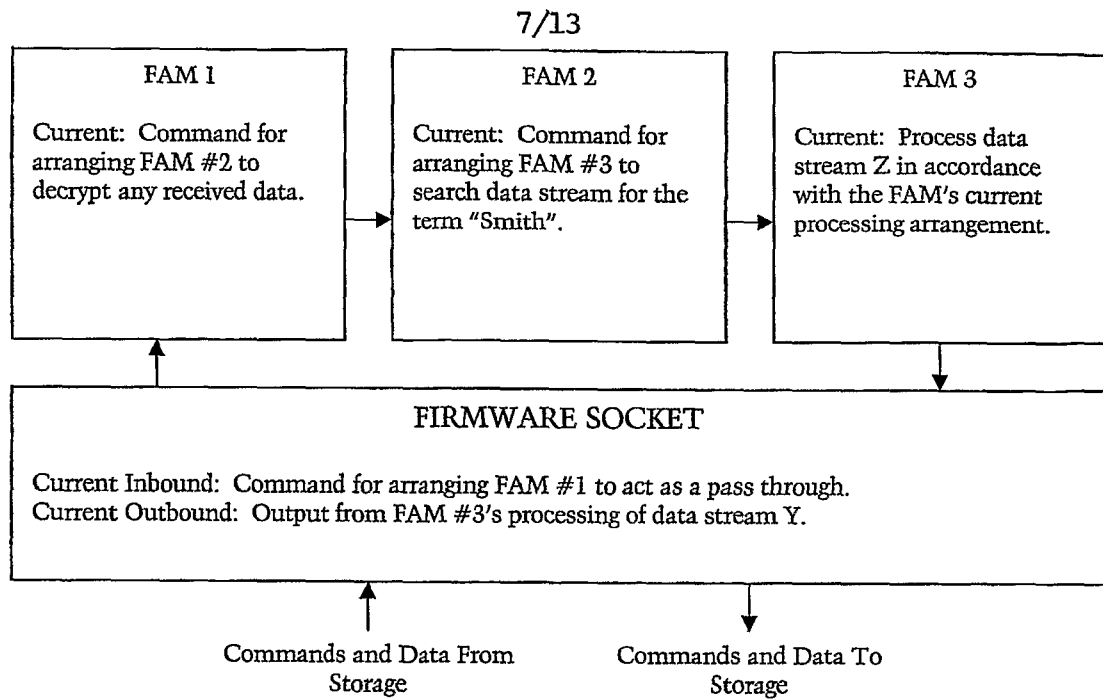 7/13
FAM 1
Current: Command for
arranging FAM #2 to
decrypt any received data.
FAM 2
Current: Command for
arranging FAM #3 to
search data stream for the
term "Smith".
FAM 3
Current: Process data
stream Z in accordance
with the FAM's current
processing arrangement.
FIRMWARE SOCKET
Current Inbound: Command for arranging FAM #1 to act as a pass through.
Current Outbound: Output from FAM #3's processing of data stream Y.
Commands and Data From
Storage
Commands and Data To
Storage